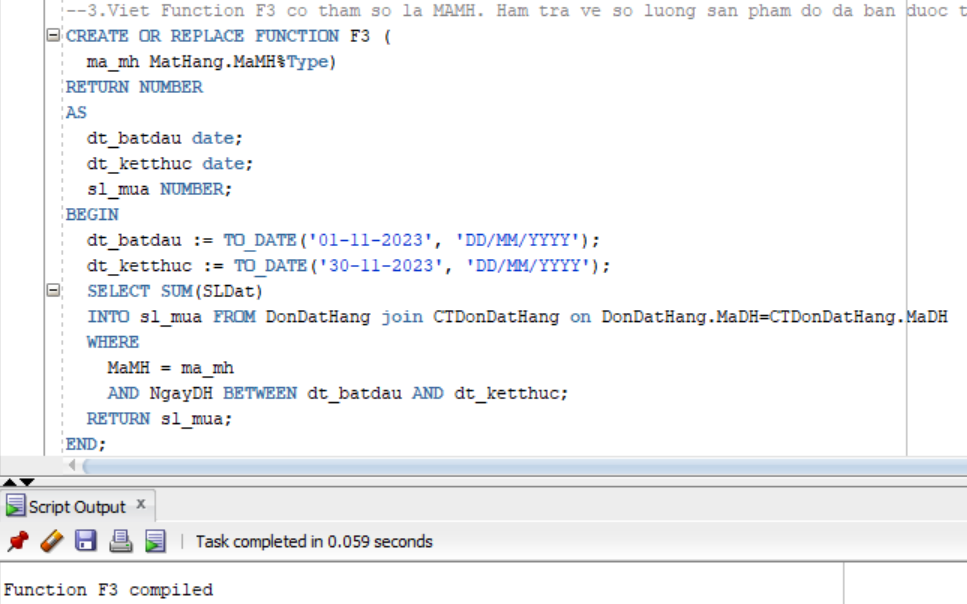 --3.Viet Function F3 co tham so la MAMH. Ham tra ve so luong san pham do da ban duoc t
CREATE OR REPLACE FUNCTION F3 (
ma_mh MatHang.MaMH%Type)
RETURN NUMBER
AS
dt_batdau date;
dt_ketthuc date;
sl_mua NUMBER;
BEGIN
dt_batdau := TO_DATE('01-11-2023', 'DD/MM/YYYY');
dt_ketthuc := TO_DATE('30-11-2023', 'DD/MM/YYYY');
SELECT SUM(SLDat)
INTO sl_mua FROM DonDatHang join CTDonDatHang on DonDatHang.MaDH=CTDonDatHang.MaDH
WHERE
MaMH = ma_mh
AND NgayDH BETWEEN dt_batdau AND dt_ketthuc;
RETURN sl_mua;
END;
Script Output x
Task completed in 0.059 seconds
Function F3 compiled